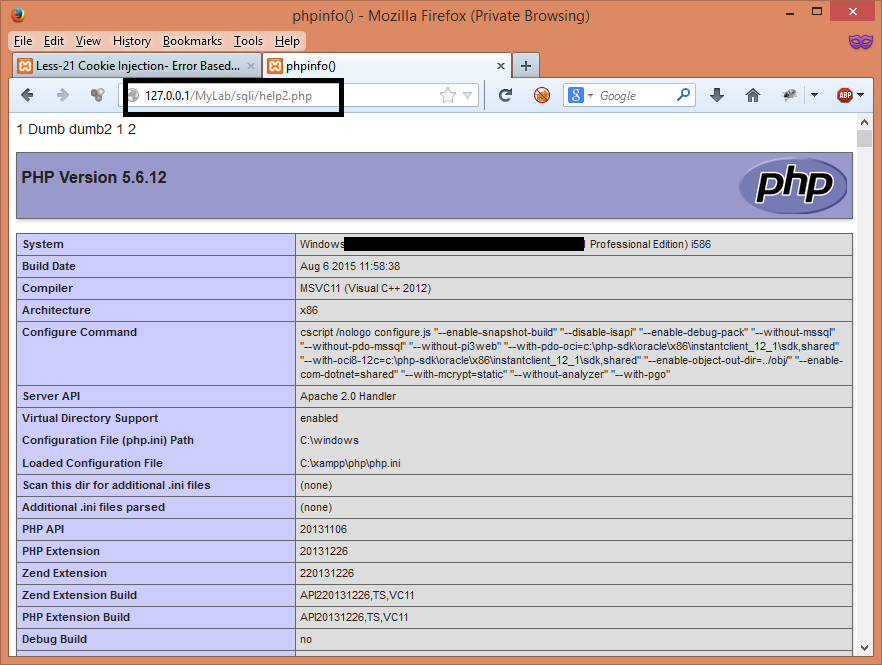 phpinfo() - Mozilla Firefox (Private Browsing)
File Edit View History Bookmarks Tools Help
Less-21 Cookie Injection- Error Based... phpinfo()
127.0.0.1/MyLab/sqli/help2.php Google ABP
1 Dumb dumb2 1 2
PHP Version 5.6.12 php
System Windows Professional Edition) i586
Build Date Aug 6 2015 11:58:38
Compiler MSVC11 (Visual C++ 2012)
Architecture x86
Configure Command cscript /nologo configure.js "--enable-snapshot-build" "--disable-isapi" "--enable-debug-pack" "--without-mssql"
"--without-pdo-mssql" "--without-pi3web" "--with-pdo-oci=c:\php-sdk\oracle\x86\instantclient_12_1\sdk,shared"
"--with-oci8-12c=c:\php-sdk\oracle\x86\instantclient_12_1\sdk,shared" "--enable-object-out-dir=../obj/" "--enable-
com-dotnet=shared" "--with-mcrypt=static" "--without-analyzer" "--with-pgo"
Server API Apache 2.0 Handler
Virtual Directory Support enabled
Configuration File (php.ini) Path C:\windows
Loaded Configuration File C:\xampp\php\php.ini
Scan this dir for additional .ini files (none)
Additional .ini files parsed (none)
PHP API 20131106
PHP Extension 20131226
Zend Extension 220131226
Zend Extension Build API220131226,TS,VC11
PHP Extension Build API20131226,TS,VC11
Debug Build no